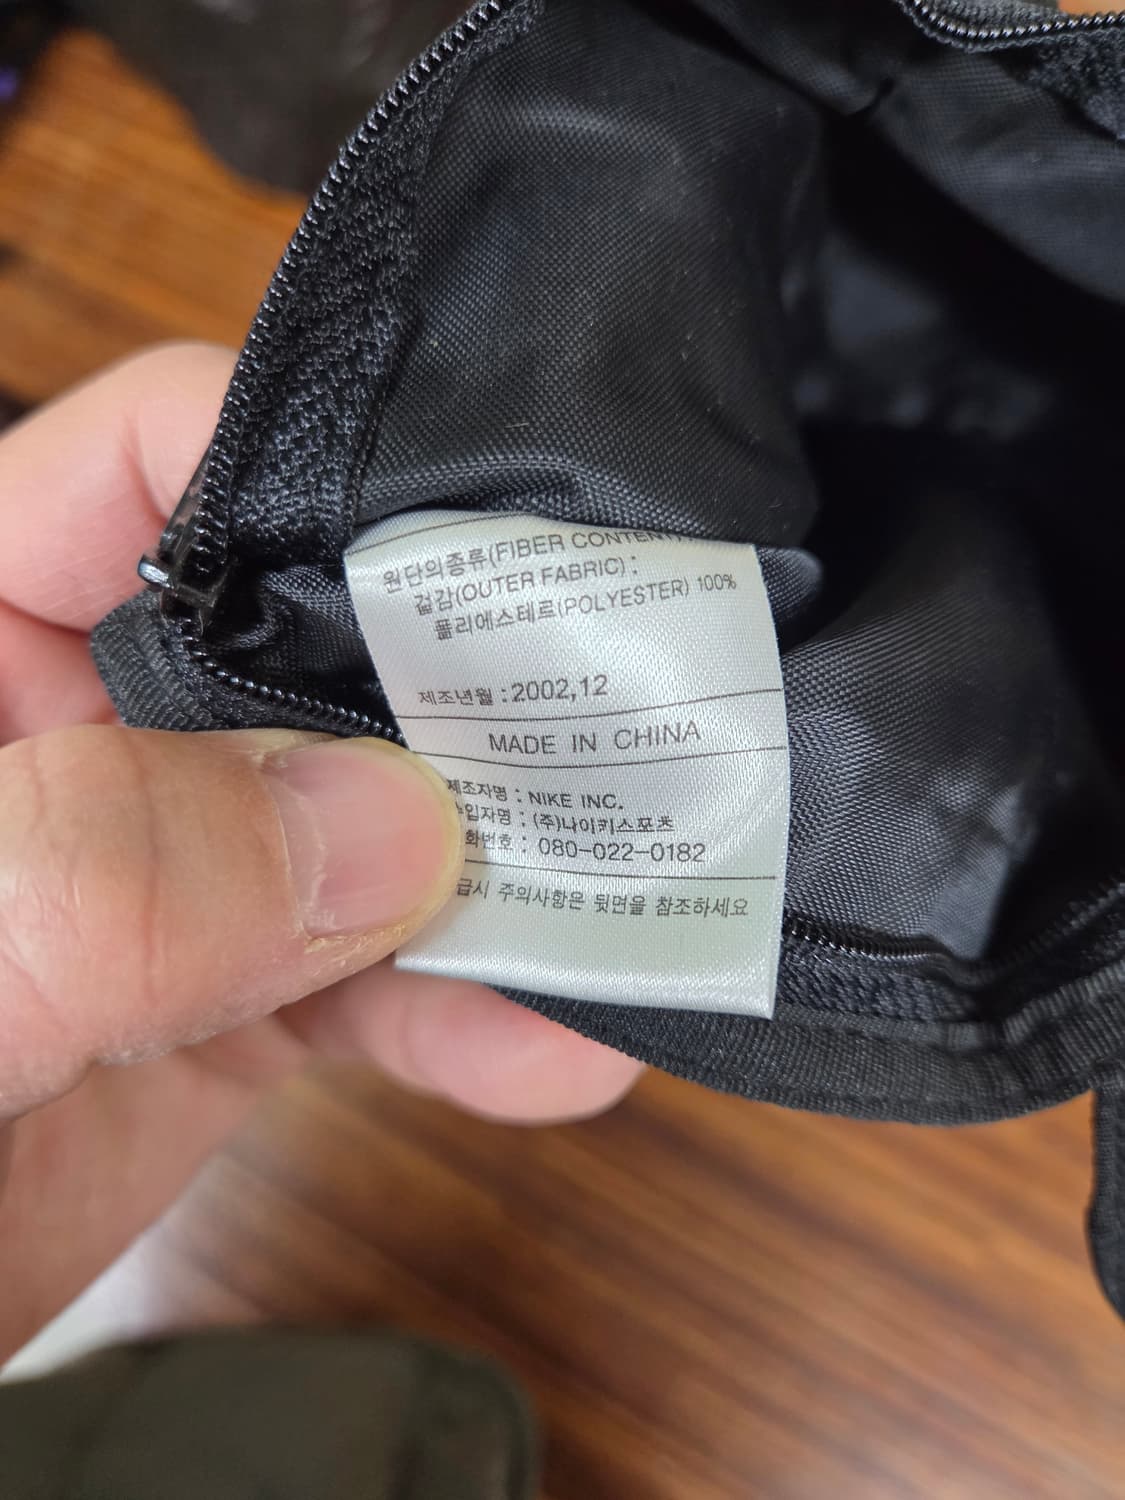 원단의종류(FIBER CONTENT)
겉감(OUTER FABRIC) :
폴리에스테르(POLYESTER) 100%
제조년월 : 2002,12
MADE IN CHINA
제조자명 : NIKE INC.
입자명 : (주)나이키스포츠
화번호 : 080-022-0182
급시 주의사항은 뒷면을 참조하세요